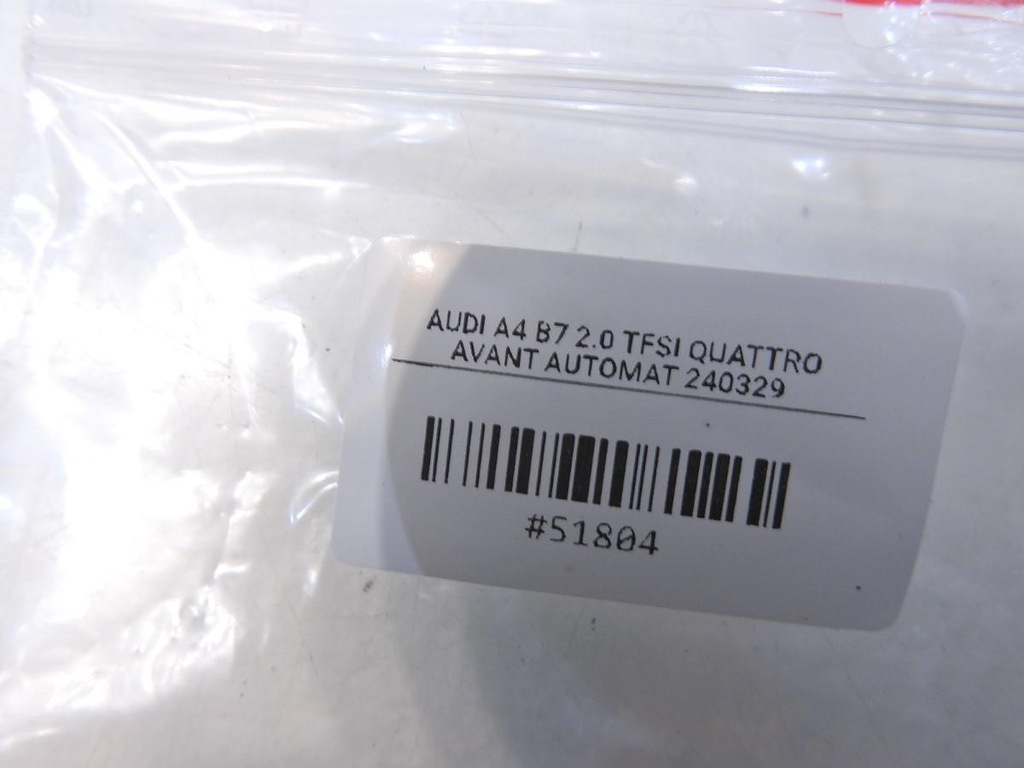 AUDI A4 B7 2.0 TFSI QUATTRO
AVANT AUTOMAT 240329
#51804